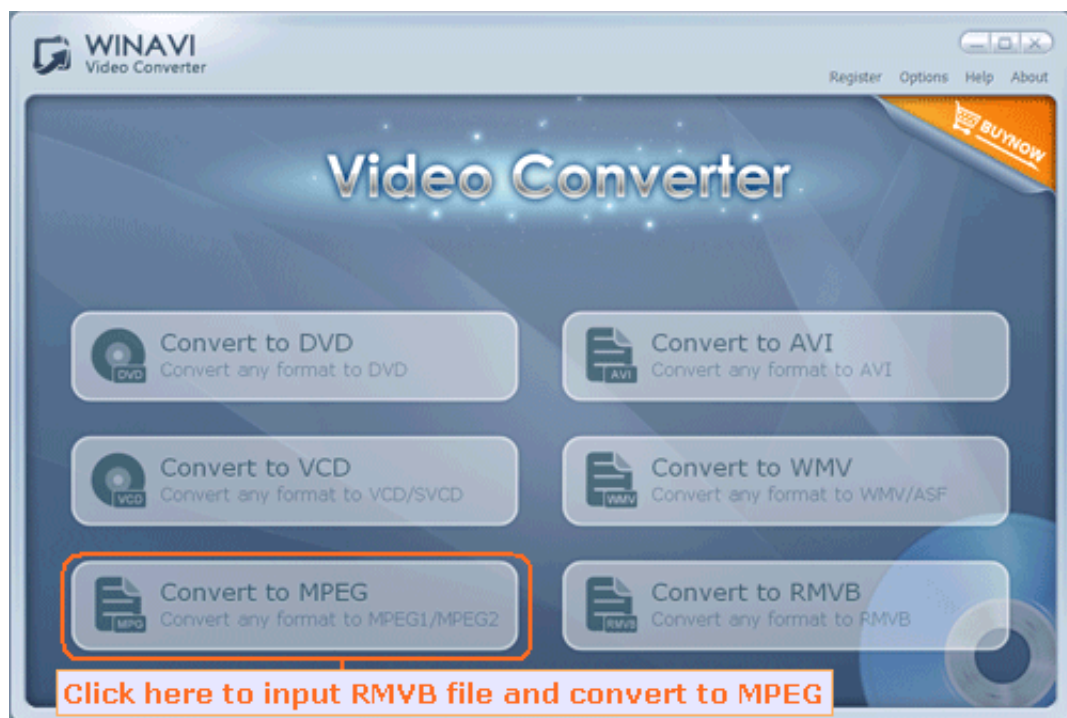 WINAVI
Video Converter
Register Options Help About
BUYNOW
Video Converter
Convert to DVD
Convert any format to DVD
DVD
Convert to AVI
Convert any format to AVI
AVI
Convert to VCD
Convert any format to VCD/SVCD
VCD
Convert to WMV
Convert any format to WMV/ASF
WMV
Convert to MPEG
Convert any format to MPEG1/MPEG2
MPG
Convert to RMVB
Convert any format to RMVB
RMVB
Click here to input RMVB file and convert to MPEG